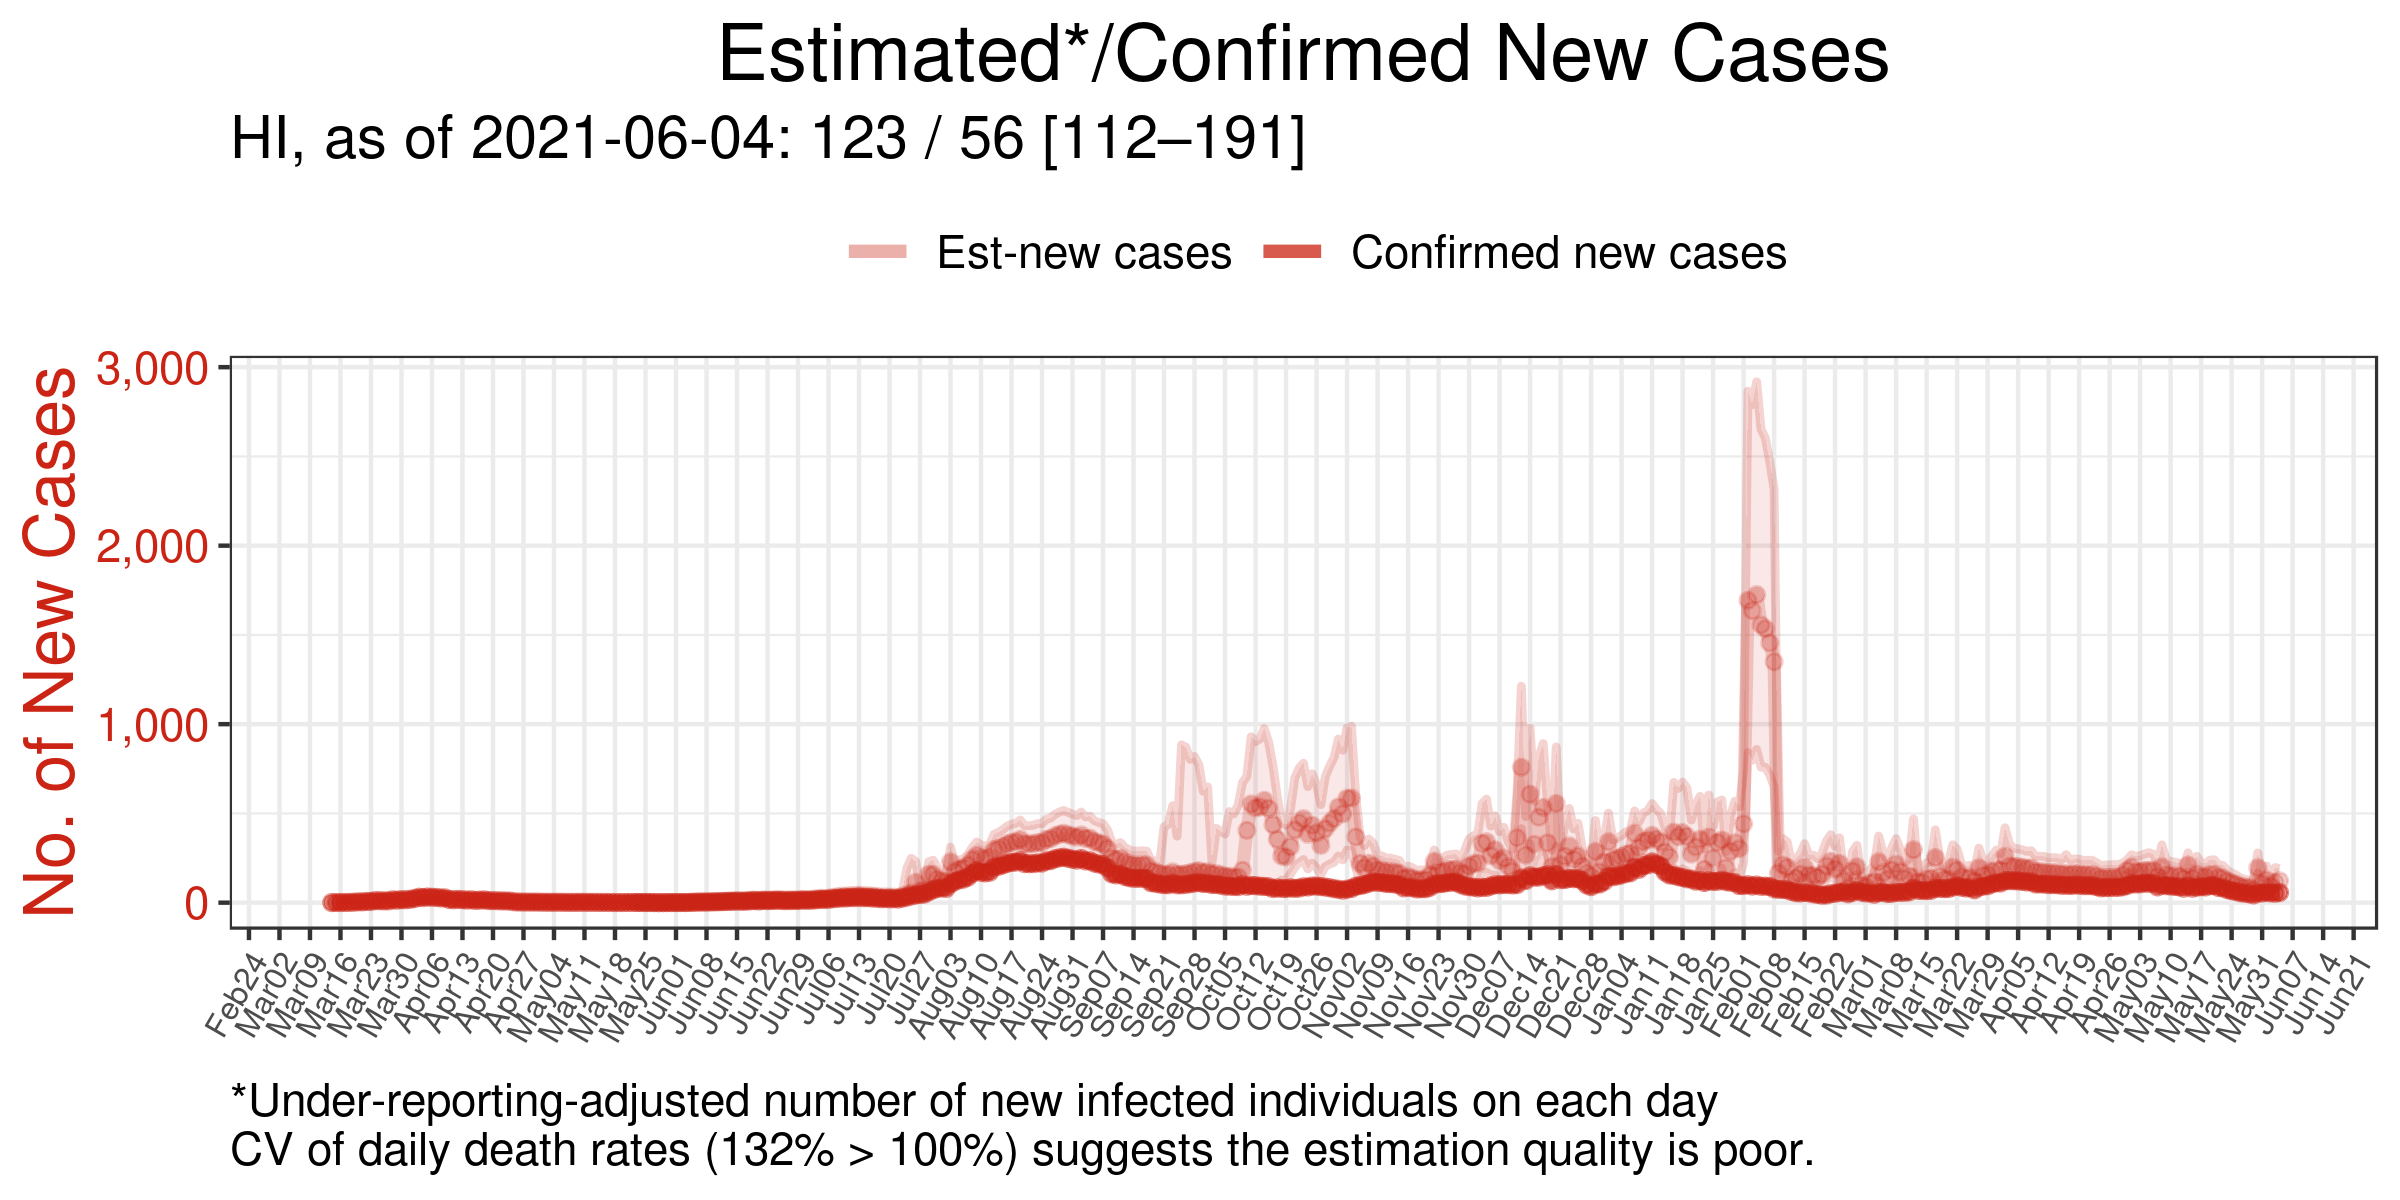 Estimated*/Confirmed New Cases
HI, as of 2021-06-04: 123 / 56 [112–191]
Est-new cases Confirmed new cases
No. of New Cases
3,000
2,000
1,000
0
Feb24 Mar02 Mar09 Mar16 Mar23 Mar30 Apr06 Apr13 Apr20 Apr27 May04 May11 May18 May25 Jun01 Jun08 Jun15 Jun22 Jun29 Jul06 Jul13 Jul20 Jul27 Aug03 Aug10 Aug17 Aug24 Aug31 Sep07 Sep14 Sep21 Sep28 Oct05 Oct12 Oct19 Oct26 Nov02 Nov09 Nov16 Nov23 Nov30 Dec07 Dec14 Dec21 Dec28 Jan04 Jan11 Jan18 Jan25 Feb01 Feb08 Feb15 Feb22 Mar01 Mar08 Mar15 Mar22 Mar29 Apr05 Apr12 Apr19 Apr26 May03 May10 May17 May24 May31 Jun07 Jun14 Jun21
*Under-reporting-adjusted number of new infected individuals on each day
CV of daily death rates (132% > 100%) suggests the estimation quality is poor.